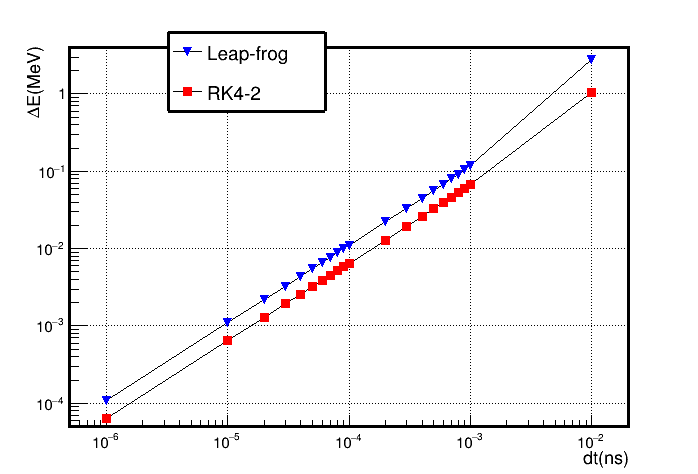 Leap-frog
RK4-2
ΔE(MeV)
1
10⁻¹
10⁻²
10⁻³
10⁻⁴
10⁻⁶ 10⁻⁵ 10⁻⁴ 10⁻³ 10⁻²
dt(ns)